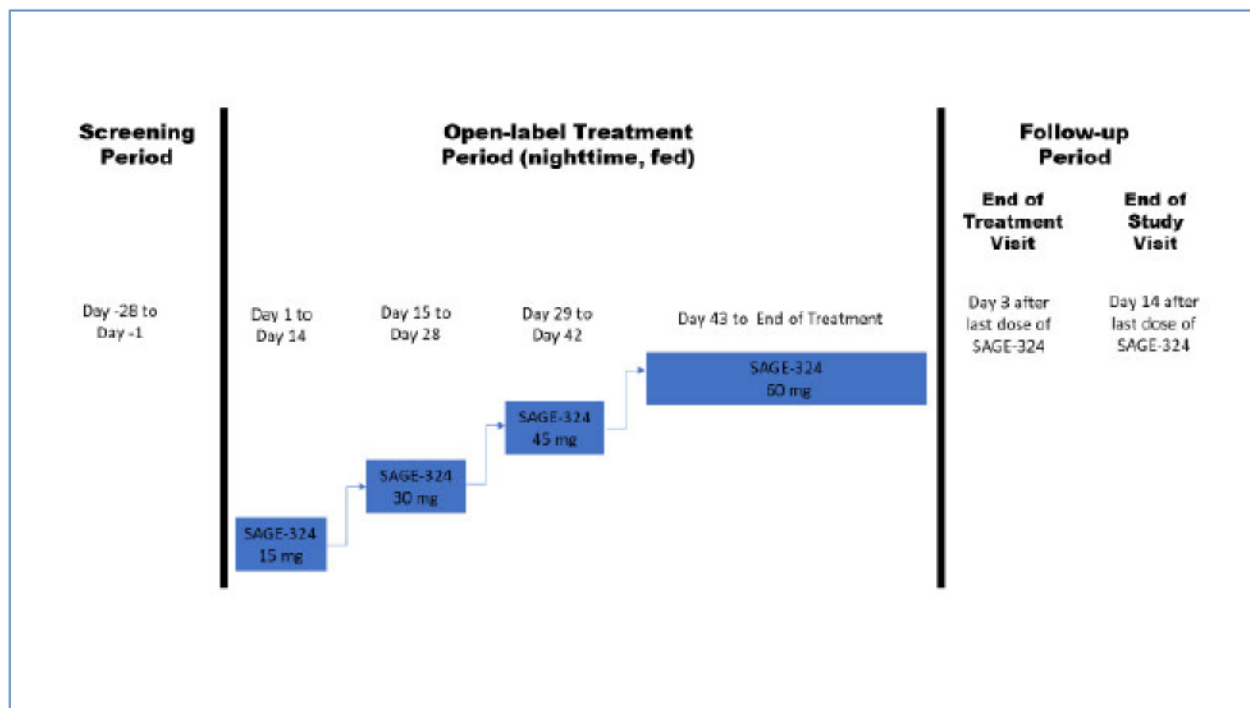 Screening
Period
Open-label Treatment
Period (nighttime, fed)
Follow-up
Period
End of
Treatment
Visit
End of
Study
Visit
Day -28 to
Day -1
Day 1 to
Day 14
Day 15 to
Day 28
Day 29 to
Day 42
Day 43 to End of Treatment
Day 3 after
last dose of
SAGE-324
Day 14 after
last dose of
SAGE-324
SAGE-324
60 mg
SAGE-324
45 mg
SAGE-324
30 mg
SAGE-324
15 mg